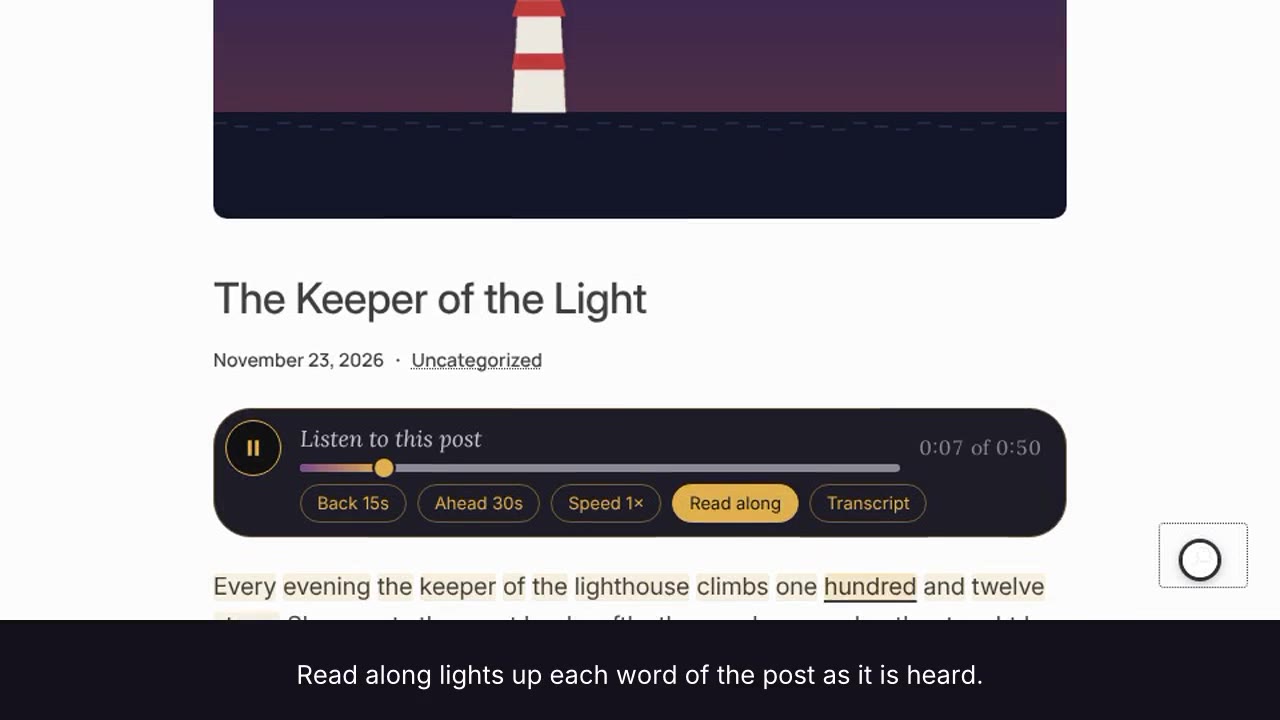 The Keeper of the Light
November 23, 2026 · Uncategorized
Listen to this post
0:07 of 0:50
Back 15s
Ahead 30s
Speed 1×
Read along
Transcript
Every evening the keeper of the lighthouse climbs one hundred and twelve
Read along lights up each word of the post as it is heard.